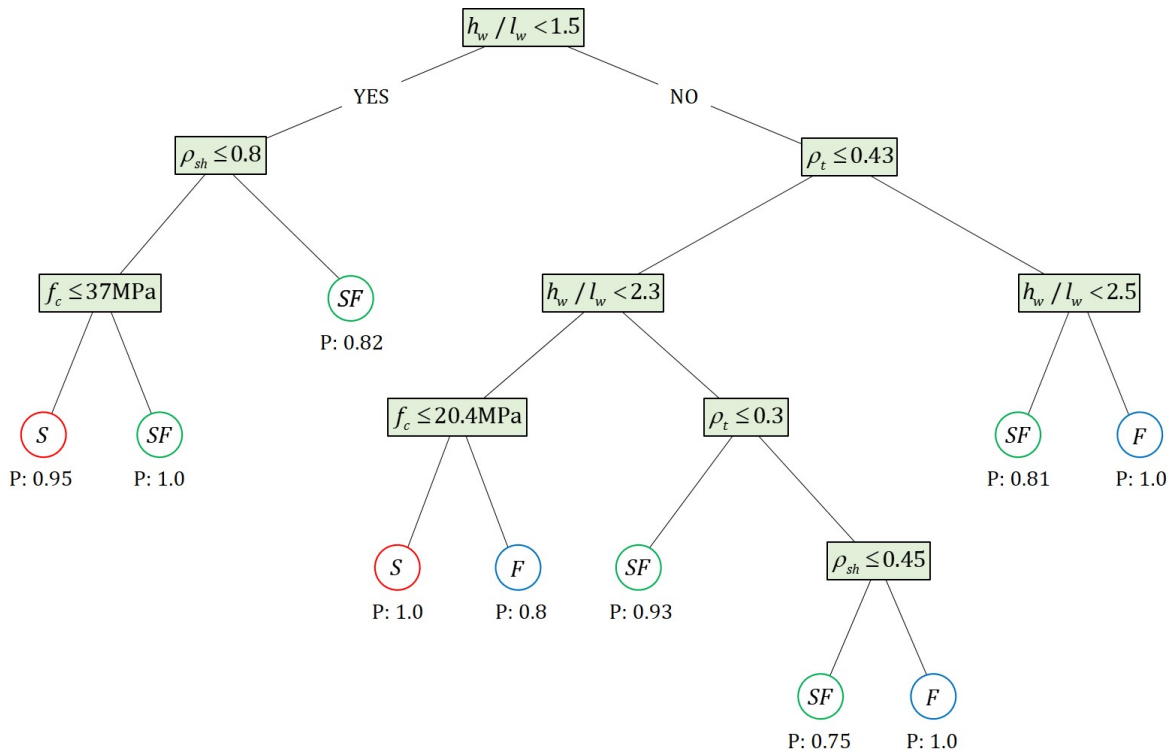 h_w / l_w < 1.5
YES
NO
ρ_sh ≤ 0.8
ρ_t ≤ 0.43
f_c ≤ 37MPa
SF
P: 0.82
h_w / l_w < 2.3
h_w / l_w < 2.5
S
P: 0.95
SF
P: 1.0
f_c ≤ 20.4MPa
ρ_t ≤ 0.3
SF
P: 0.81
F
P: 1.0
S
P: 1.0
F
P: 0.8
SF
P: 0.93
ρ_sh ≤ 0.45
SF
P: 0.75
F
P: 1.0